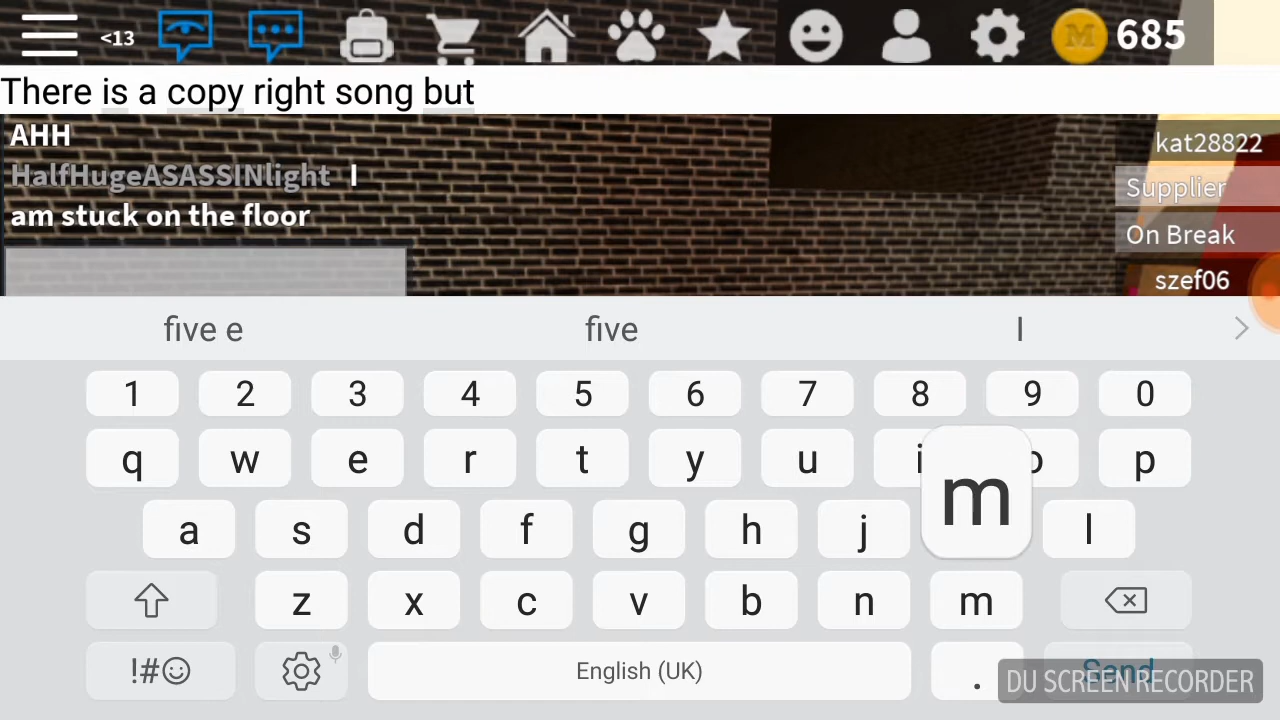 <13
685
There is a copy right song but
AHH
HalfHugeASASSINlight I
am stuck on the floor
kat28822
Supplier
On Break
szef06
five e five I
1 2 3 4 5 6 7 8 9 0
q w e r t y u i o p
m
a s d f g h j l
z x c v b n m
!#☺ English (UK) . Send
DU SCREEN RECORDER